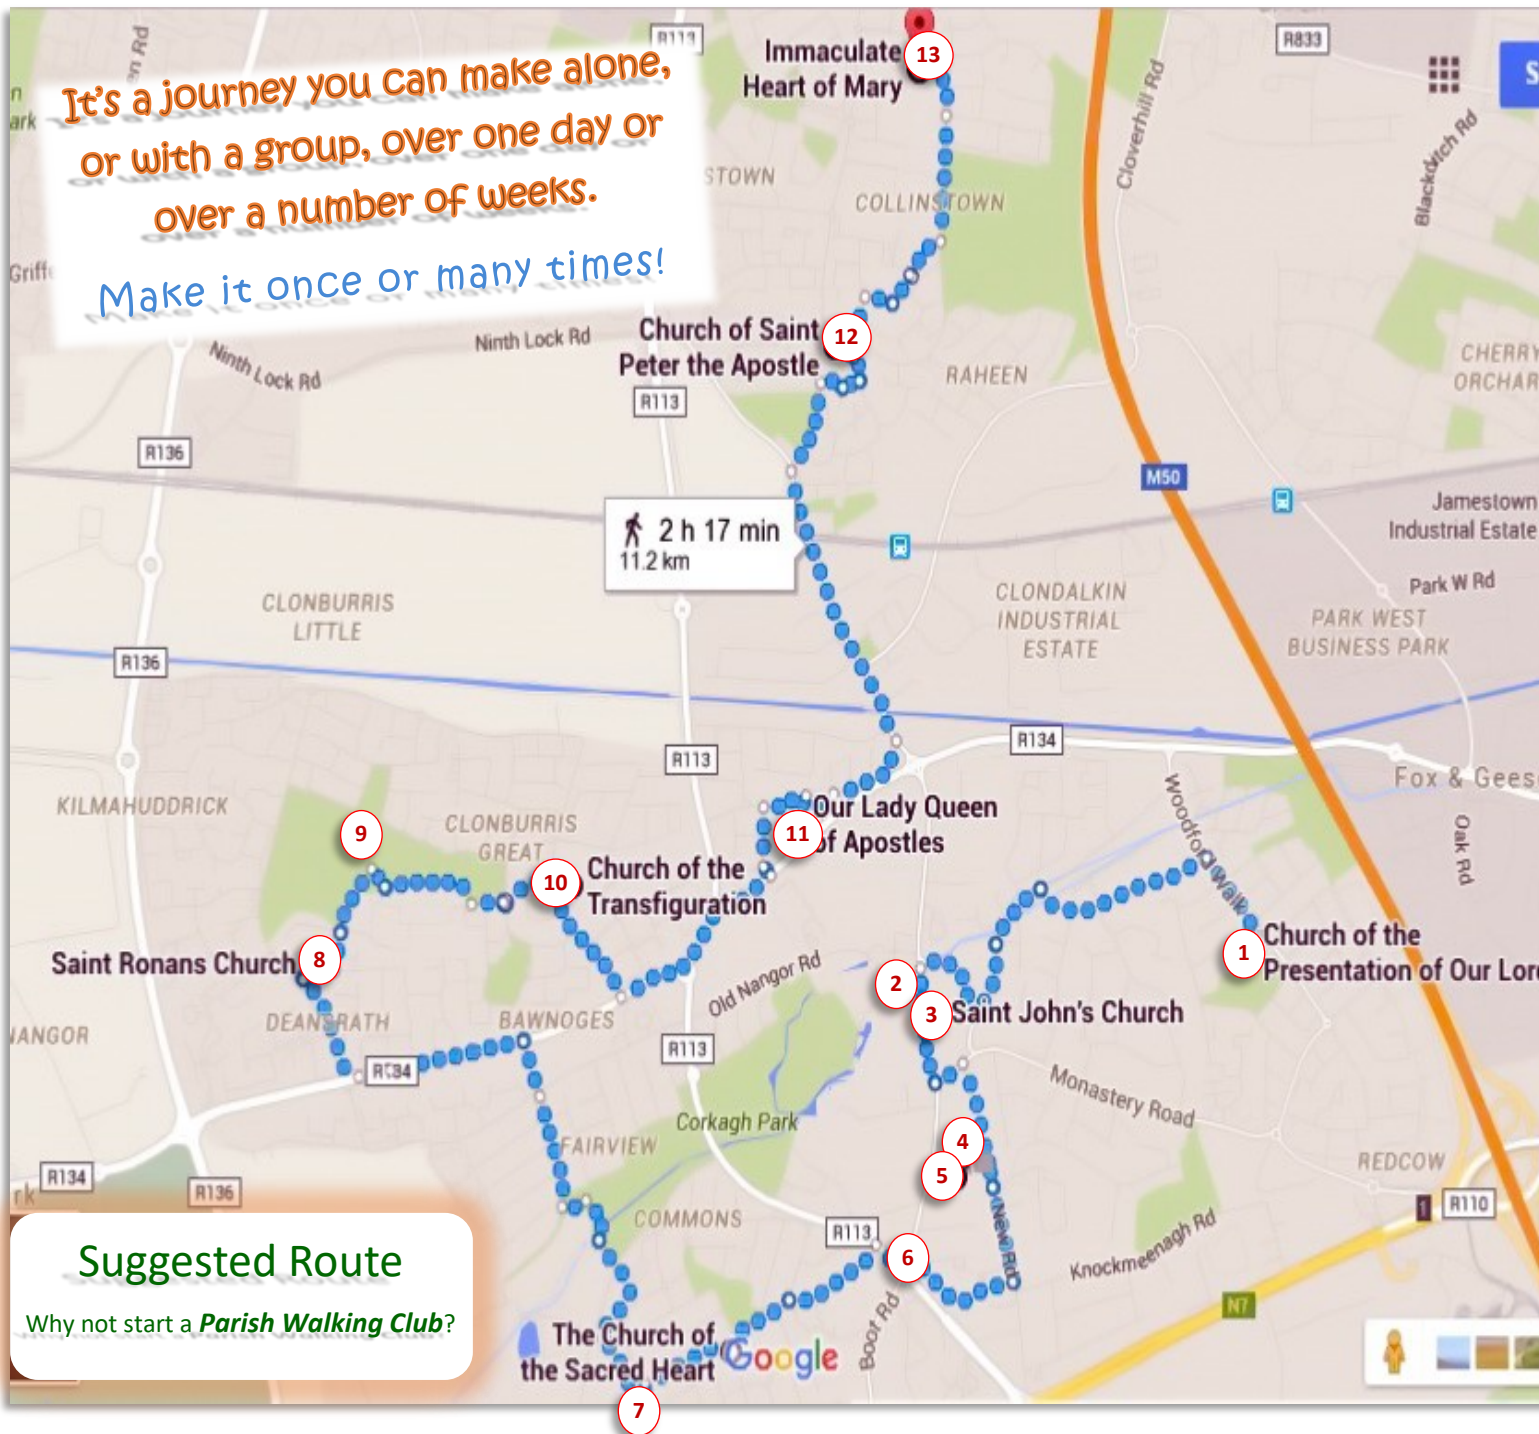 It's a journey you can make alone,
or with a group, over one day or
over a number of weeks.
Make it once or many times!
R113
R833
Immaculate
Heart of Mary
13
Cloverhill Rd
S
STOWN
COLLINSTOWN
Griffe
Ninth Lock Rd
Ninth Lock Rd
Church of Saint
Peter the Apostle
12
RAHEEN
CHERRY
ORCHAR
R113
R136
M50
Jamestown
Industrial Estate
2 h 17 min
11.2 km
Park W Rd
CLONBURRIS
LITTLE
CLONDALKIN
INDUSTRIAL
ESTATE
PARK WEST
BUSINESS PARK
R136
R113
R134
Fox & Gees
KILMAHUDDRICK
9
CLONBURRIS
GREAT
11
Our Lady Queen
of Apostles
Woodford Walk
Oak Rd
10
Church of the
Transfiguration
Saint Ronans Church
8
Old Nangor Rd
2
3
Saint John's Church
1
Church of the
Presentation of Our Lord
NANGOR
DEANSRATH
BAWNOGES
R113
Monastery Road
Corkagh Park
FAIRVIEW
4
5
REDCOW
R134
rk
R136
1
R110
COMMONS
R113
6
New Rd
Knockmeenagh Rd
N7
Boot Rd
The Church of
the Sacred Heart
Google
7
Suggested Route
Why not start a Parish Walking Club?